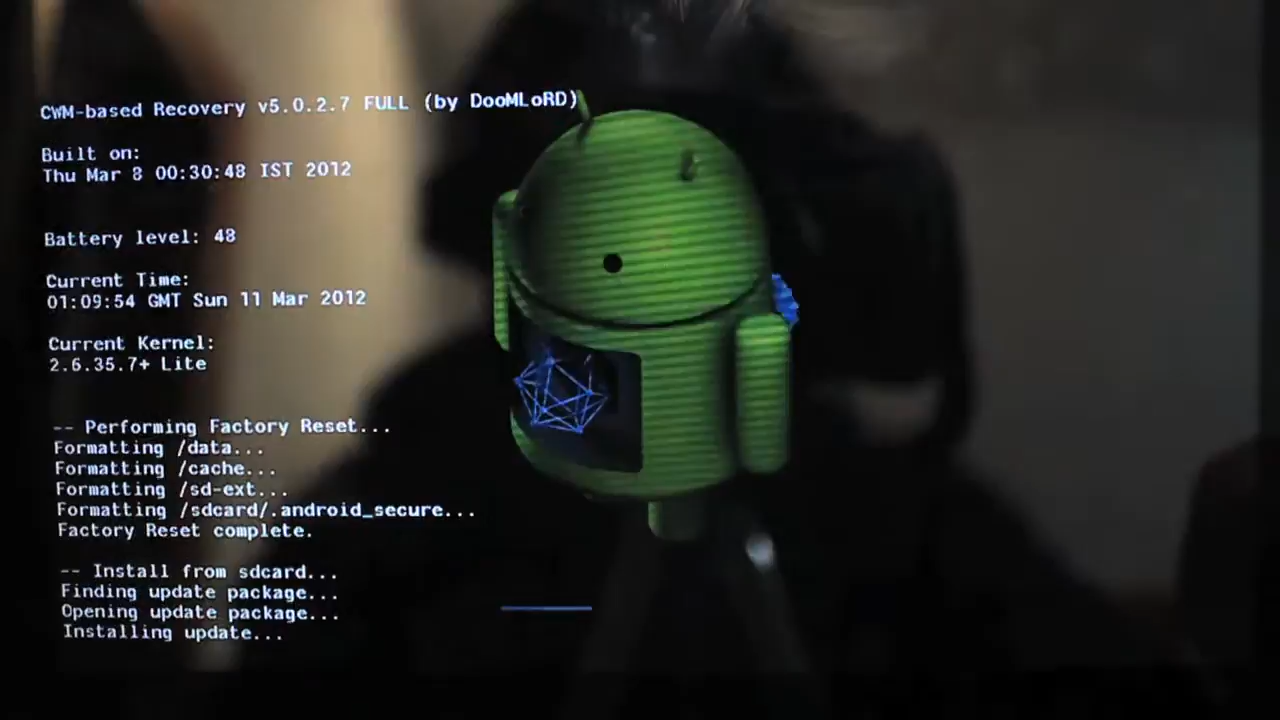 CWM-based Recovery v5.0.2.7 FULL (by DooMLoRD)
Built on:
Thu Mar 8 00:30:48 IST 2012
Battery level: 48
Current Time:
01:09:54 GMT Sun 11 Mar 2012
Current Kernel:
2.6.35.7+ Lite
-- Performing Factory Reset...
Formatting /data...
Formatting /cache...
Formatting /sd-ext...
Formatting /sdcard/.android_secure...
Factory Reset complete.
-- Install from sdcard...
Finding update package...
Opening update package...
Installing update...